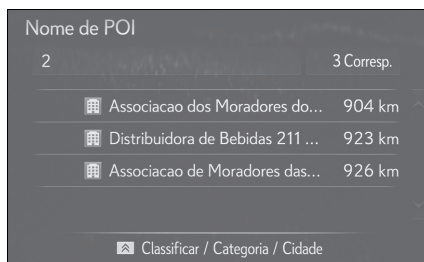 Nome de POI
2 3 Corresp.
Associacao dos Moradores do... 904 km
Distribuidora de Bebidas 211 ... 923 km
Associacao de Moradores das... 926 km
Classificar / Categoria / Cidade